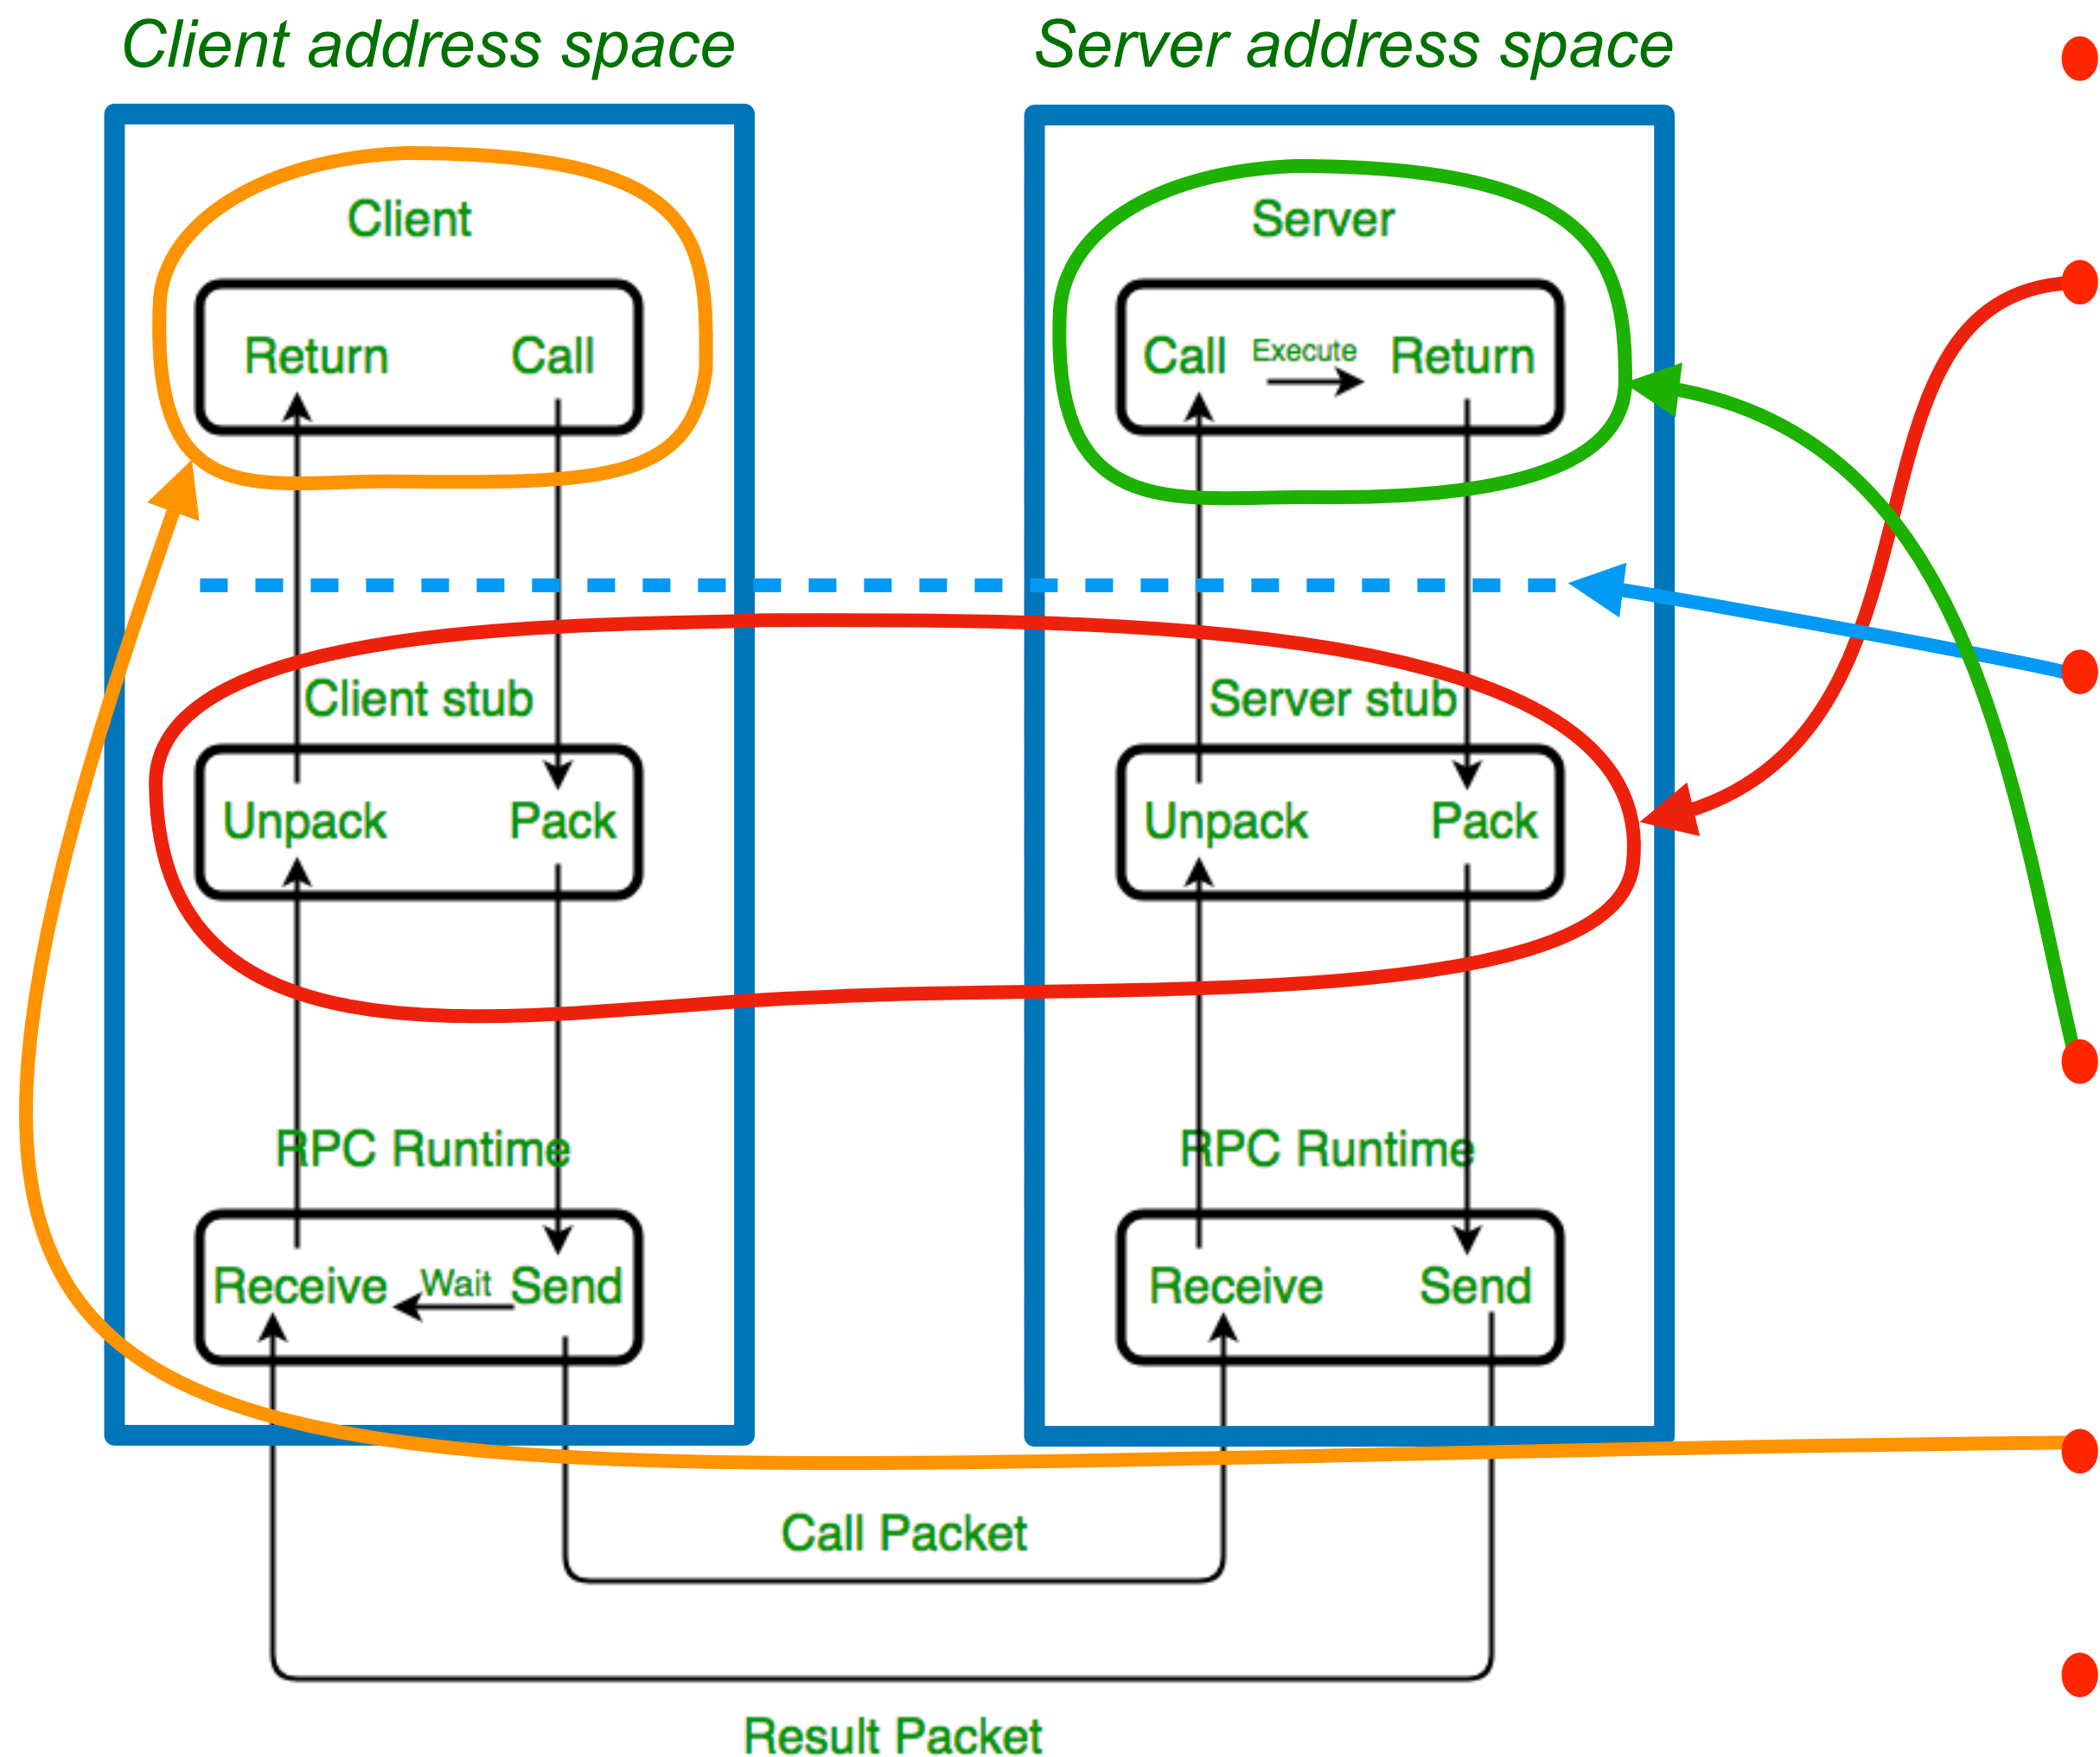 Client address space
Server address space
Client
Server
Return Call
Call Execute Return
Client stub
Server stub
Unpack Pack
Unpack Pack
RPC Runtime
RPC Runtime
Receive Wait Send
Receive Send
Call Packet
Result Packet